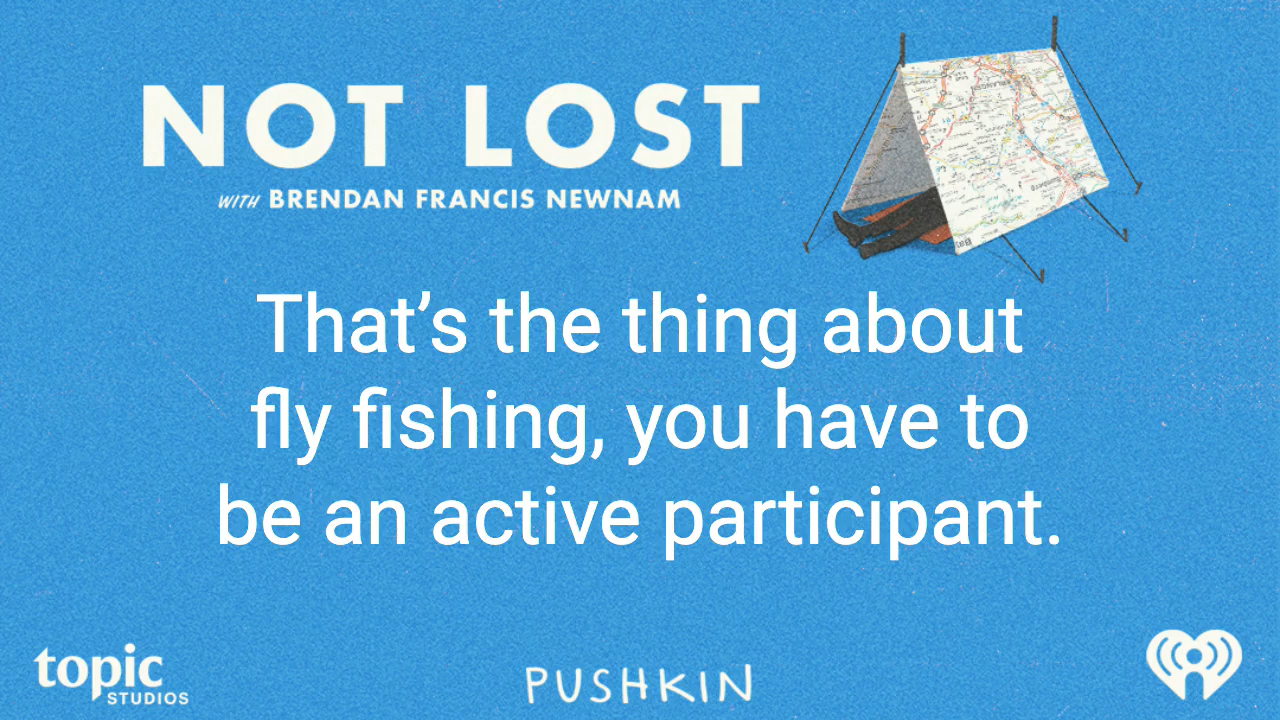 NOT LOST
WITH BRENDAN FRANCIS NEWNAM
That’s the thing about
fly fishing, you have to
be an active participant.
topic
STUDIOS
PUSHKIN